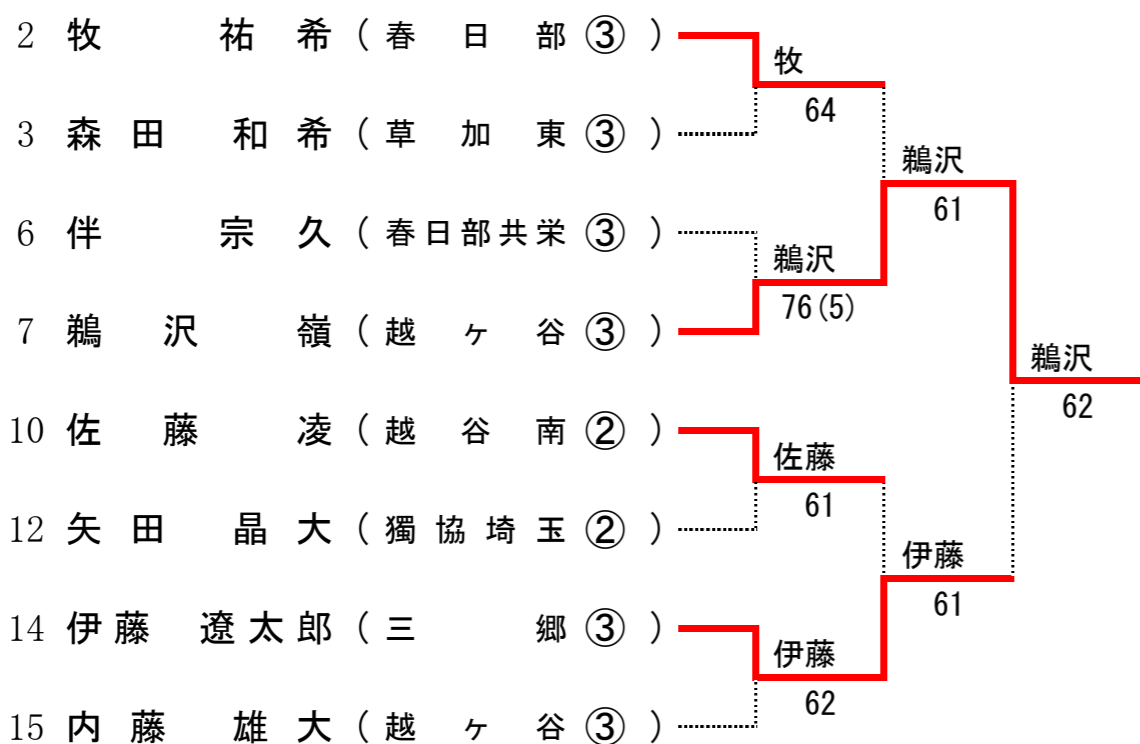 2 牧 祐 希 ( 春 日 部 ③ )
牧
64
3 森 田 和 希 ( 草 加 東 ③ )
鵜沢
61
6 伴 宗 久 ( 春日部共栄 ③ )
鵜沢
76(5)
7 鵜 沢 嶺 ( 越 ヶ 谷 ③ )
鵜沢
62
10 佐 藤 凌 ( 越 谷 南 ② )
佐藤
61
12 矢 田 晶 大 ( 獨 協 埼 玉 ② )
伊藤
61
14 伊 藤 遼 太 郎 ( 三 郷 ③ )
伊藤
62
15 内 藤 雄 大 ( 越 ヶ 谷 ③ )